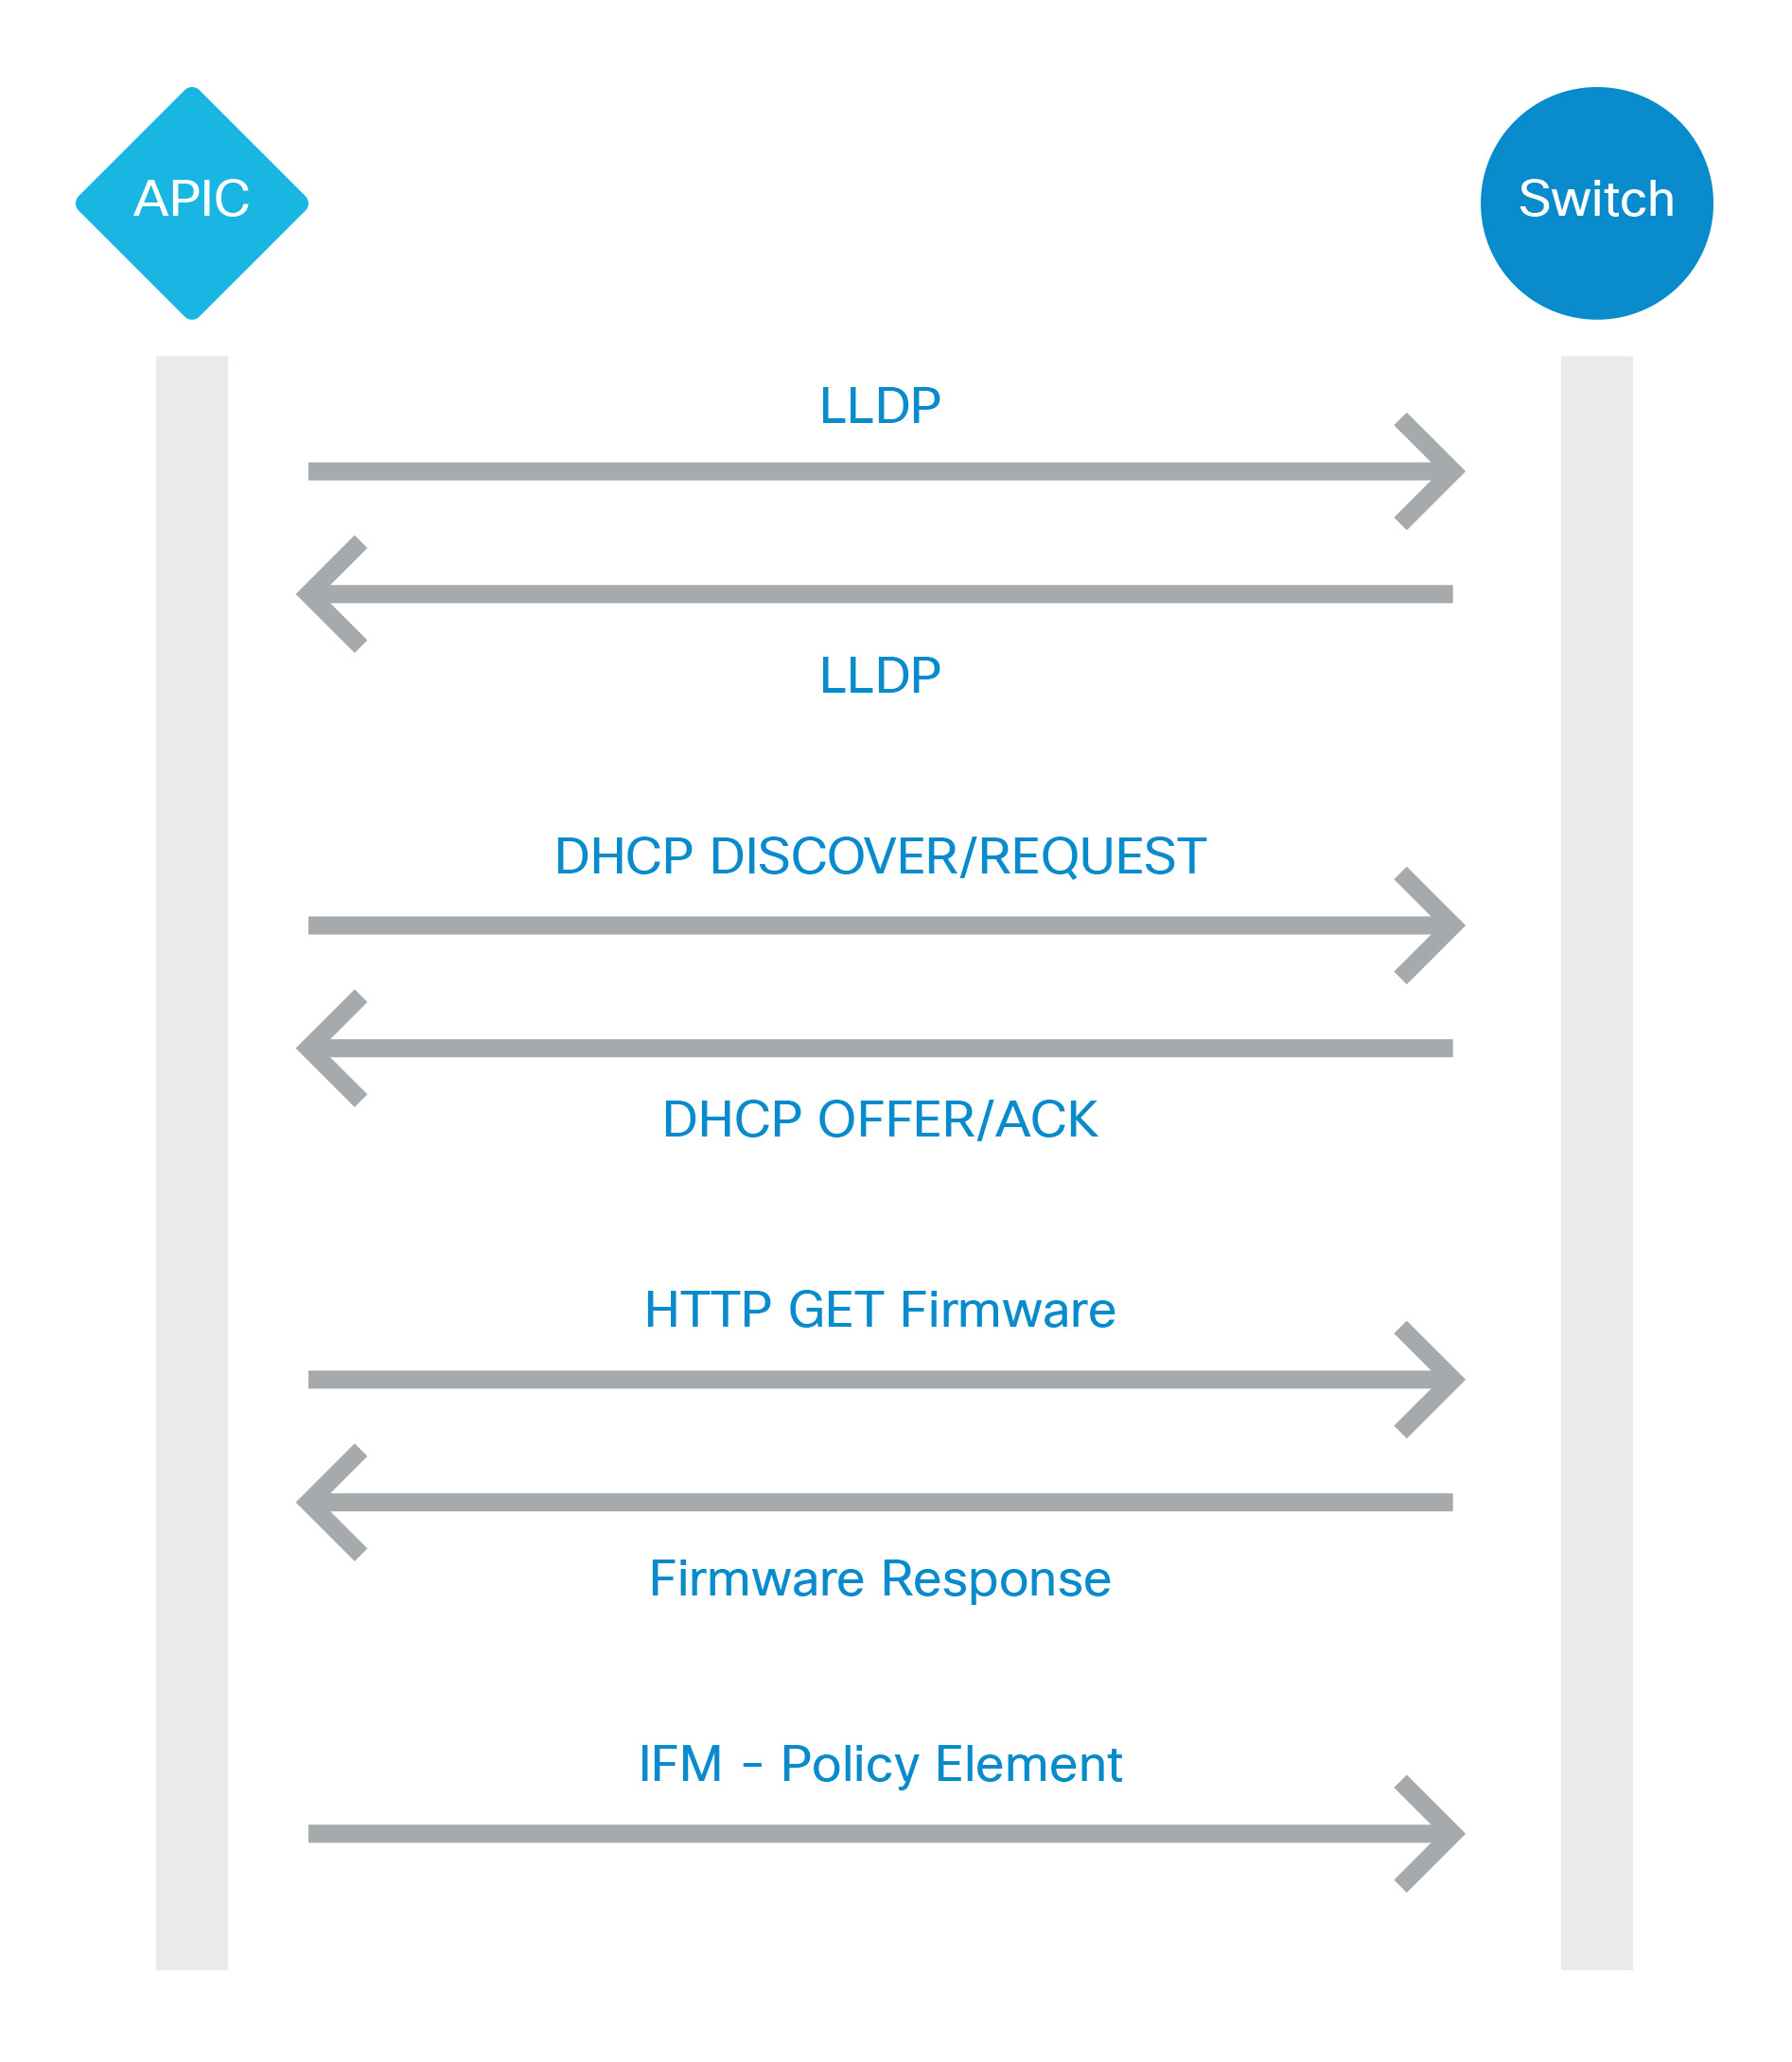 APIC
Switch
LLDP
LLDP
DHCP DISCOVER/REQUEST
DHCP OFFER/ACK
HTTP GET Firmware
Firmware Response
IFM - Policy Element